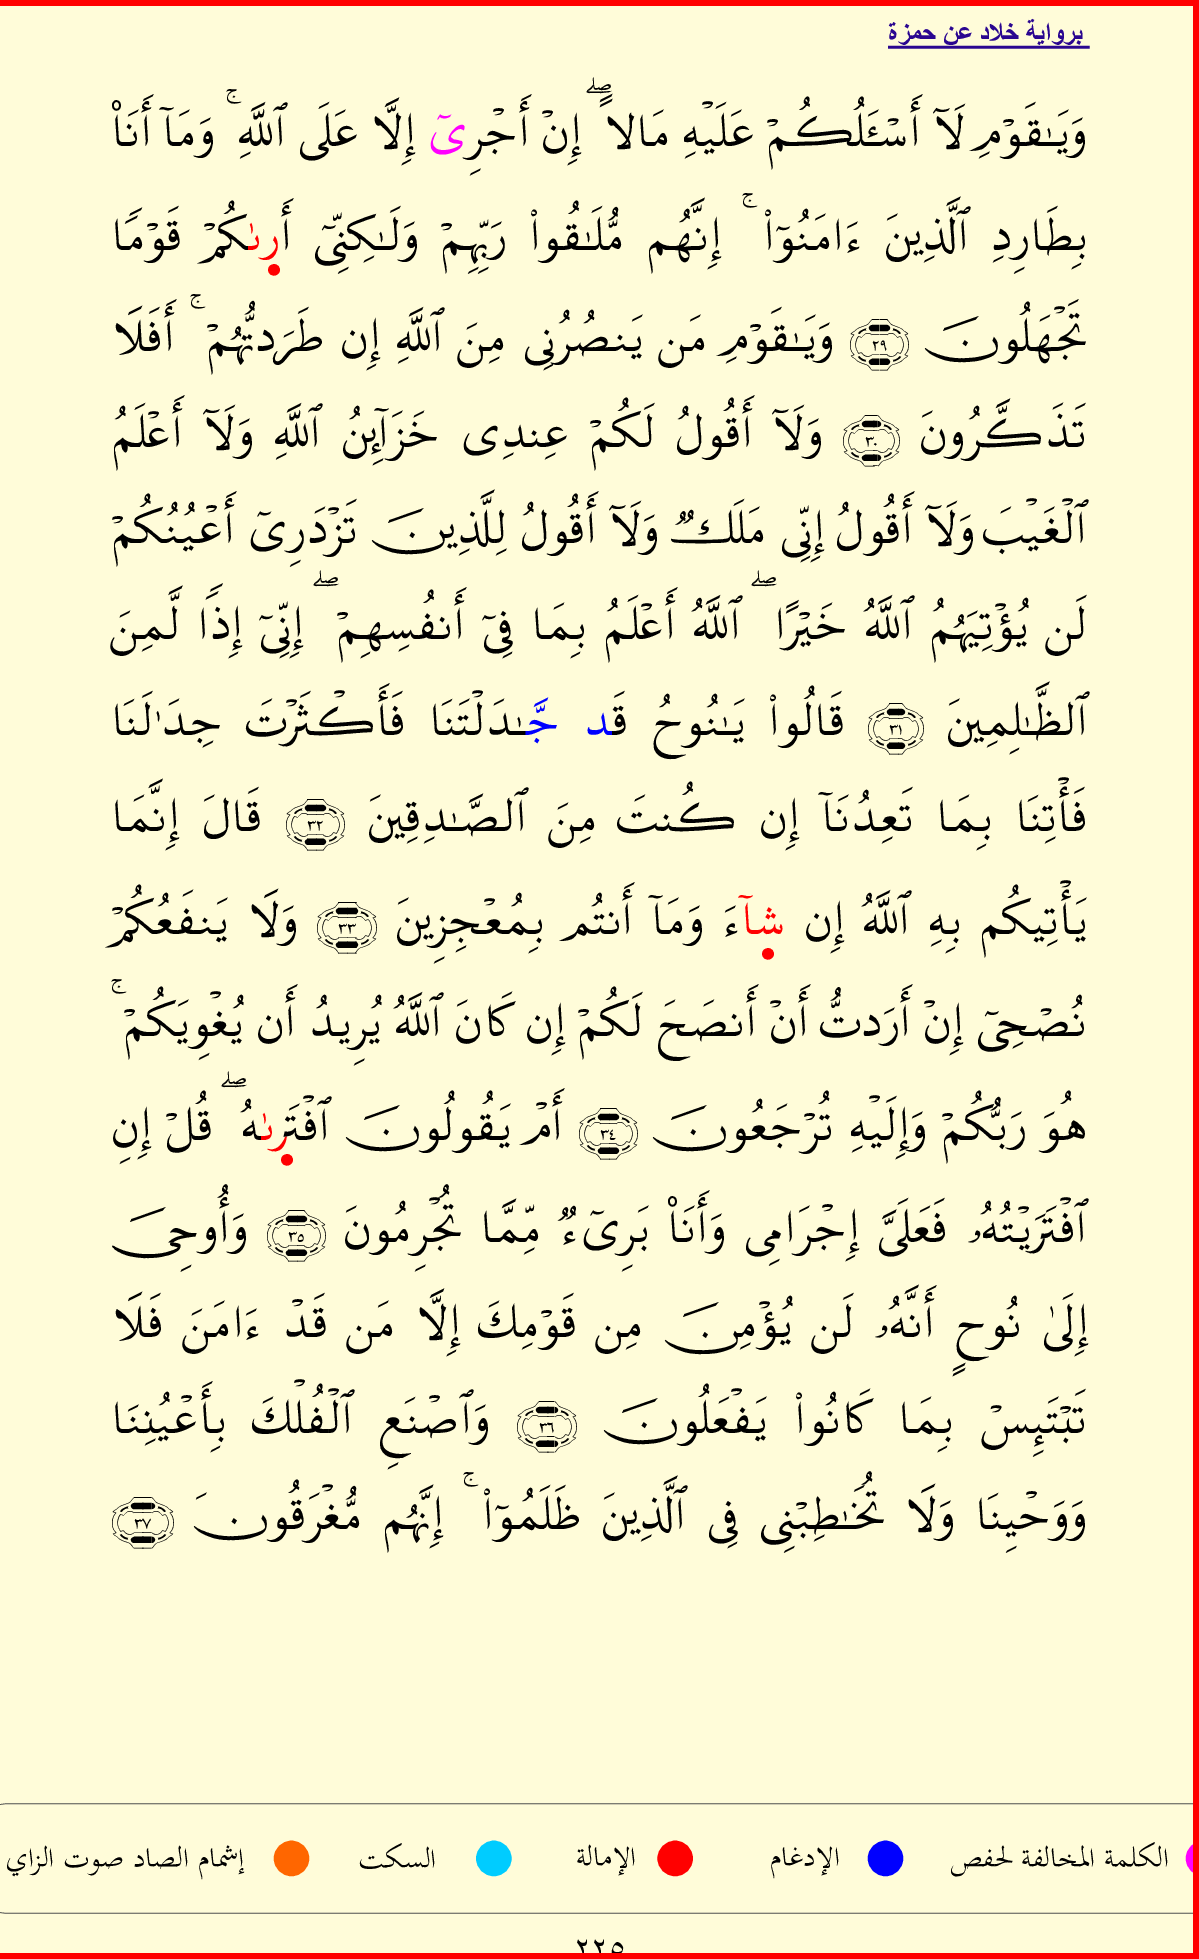 برواية خلاد عن حمزة
وَيَـٰقَوْمِ لَآ أَسْـَٔلُكُمْ عَلَيْهِ مَالًا ۖ إِنْ أَجْرِىٓ إِلَّا عَلَى ٱللَّهِ ۚ وَمَآ أَنَا۠
بِطَارِدِ ٱلَّذِينَ ءَامَنُوٓا۟ ۚ إِنَّهُم مُّلَـٰقُوا۟ رَبِّهِمْ وَلَـٰكِنِّىٓ أَرىٰكُمْ قَوْمًا
تَجْهَلُونَ ٢٩ وَيَـٰقَوْمِ مَن يَنصُرُنِى مِنَ ٱللَّهِ إِن طَرَدتُّهُمْ ۚ أَفَلَا
تَذَكَّرُونَ ٣٠ وَلَآ أَقُولُ لَكُمْ عِندِى خَزَآئِنُ ٱللَّهِ وَلَآ أَعْلَمُ
ٱلْغَيْبَ وَلَآ أَقُولُ إِنِّى مَلَكٌ وَلَآ أَقُولُ لِلَّذِينَ تَزْدَرِىٓ أَعْيُنُكُمْ
لَن يُؤْتِيَهُمُ ٱللَّهُ خَيْرًا ۖ ٱللَّهُ أَعْلَمُ بِمَا فِىٓ أَنفُسِهِمْ ۖ إِنِّىٓ إِذًا لَّمِنَ
ٱلظَّـٰلِمِينَ ٣١ قَالُوا۟ يَـٰنُوحُ قَد جَّـٰدَلْتَنَا فَأَكْثَرْتَ جِدَٰلَنَا
فَأْتِنَا بِمَا تَعِدُنَآ إِن كُنتَ مِنَ ٱلصَّـٰدِقِينَ ٣٢ قَالَ إِنَّمَا
يَأْتِيكُم بِهِ ٱللَّهُ إِن شآءَ وَمَآ أَنتُم بِمُعْجِزِينَ ٣٣ وَلَا يَنفَعُكُمْ
نُصْحِىٓ إِنْ أَرَدتُّ أَنْ أَنصَحَ لَكُمْ إِن كَانَ ٱللَّهُ يُرِيدُ أَن يُغْوِيَكُمْ ۚ
هُوَ رَبُّكُمْ وَإِلَيْهِ تُرْجَعُونَ ٣٤ أَمْ يَقُولُونَ ٱفْتَرىٰهُ ۖ قُلْ إِنِ
ٱفْتَرَيْتُهُۥ فَعَلَىَّ إِجْرَامِى وَأَنَا۠ بَرِىٓءٌ مِّمَّا تُجْرِمُونَ ٣٥ وَأُوحِىَ
إِلَىٰ نُوحٍ أَنَّهُۥ لَن يُؤْمِنَ مِن قَوْمِكَ إِلَّا مَن قَدْ ءَامَنَ فَلَا
تَبْتَئِسْ بِمَا كَانُوا۟ يَفْعَلُونَ ٣٦ وَٱصْنَعِ ٱلْفُلْكَ بِأَعْيُنِنَا
وَوَحْيِنَا وَلَا تُخَـٰطِبْنِى فِى ٱلَّذِينَ ظَلَمُوٓا۟ ۚ إِنَّهُم مُّغْرَقُونَ ٣٧
الكلمة المخالفة لحفص الإدغام الإمالة السكت إشمام الصاد صوت الزاي
٢٢٥